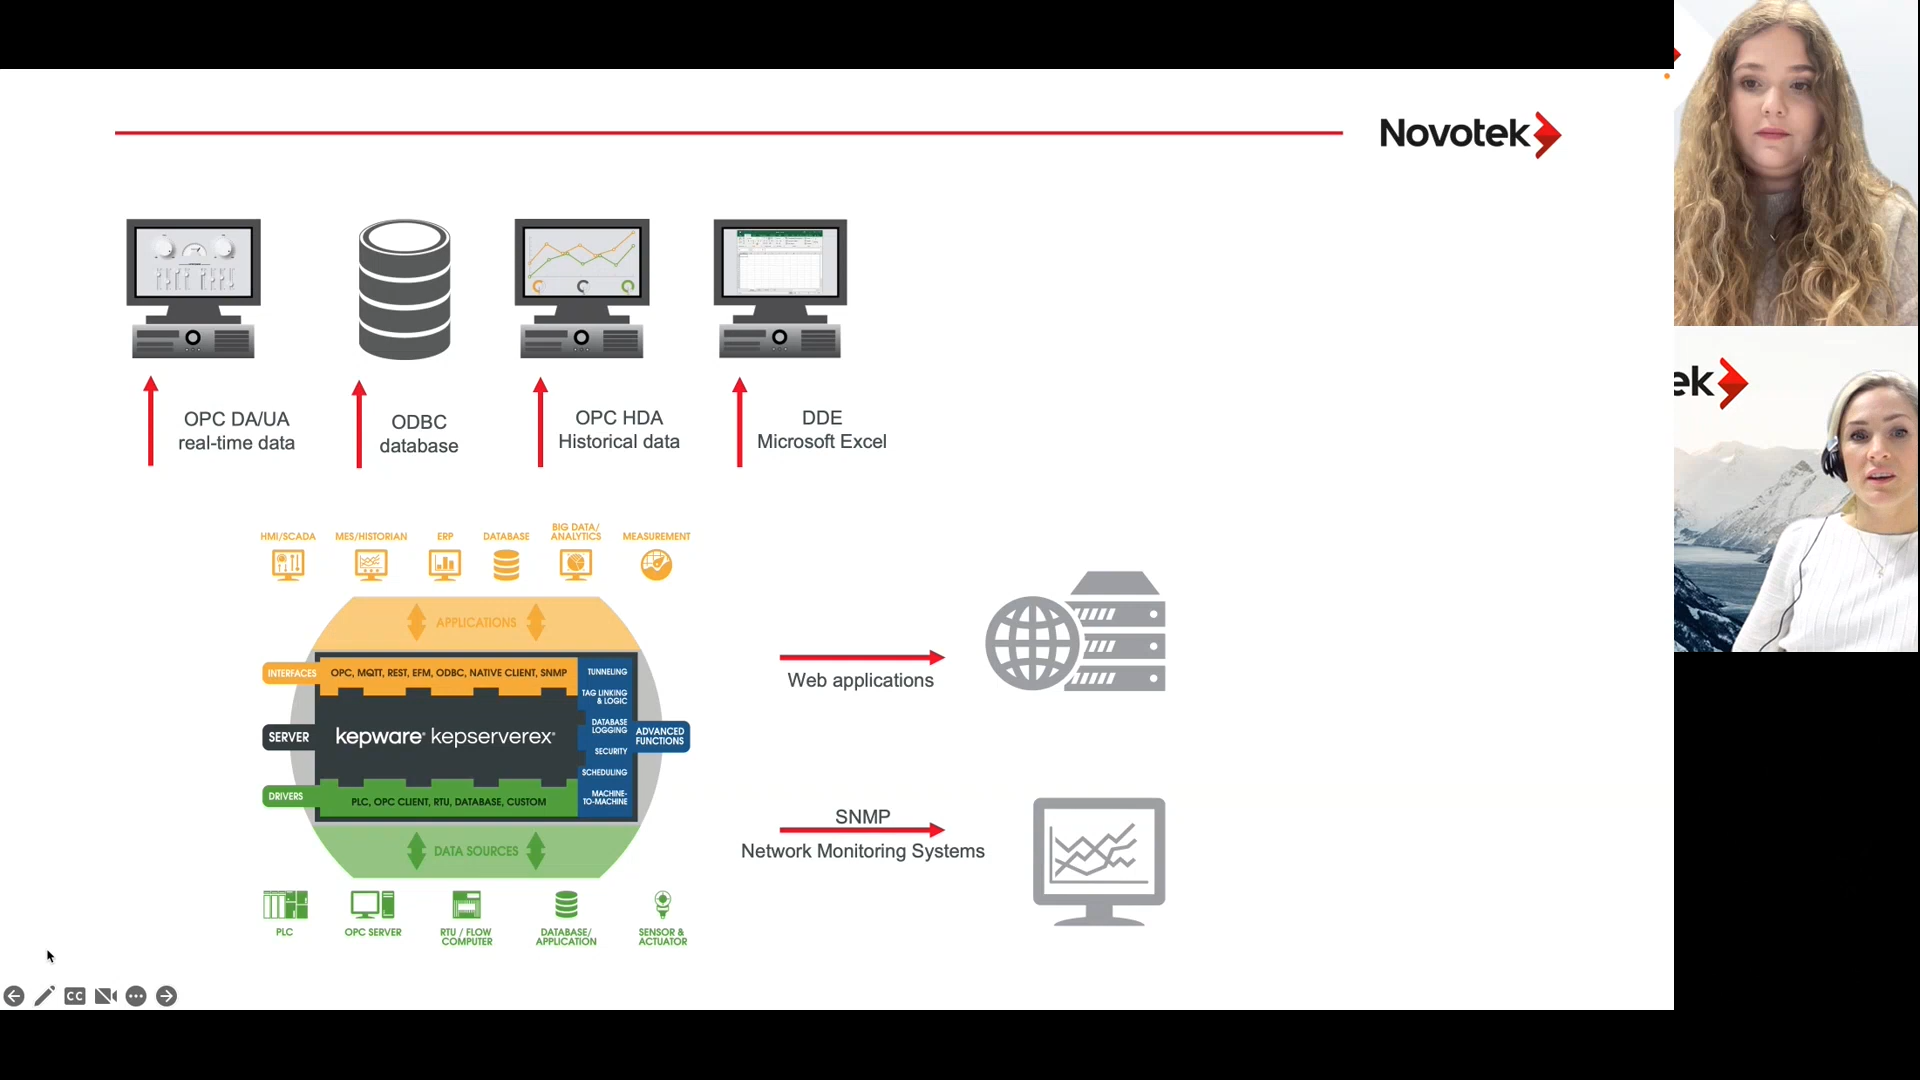 Novotek
OPC DA/UA
real-time data
ODBC
database
OPC HDA
Historical data
DDE
Microsoft Excel
ek
HMI/SCADA
MES/HISTORIAN
ERP
DATABASE
BIG DATA/
ANALYTICS
MEASUREMENT
APPLICATIONS
INTERFACES
OPC, MQTT, REST, EFM, ODBC, NATIVE CLIENT, SNMP
TUNNELING
TAG LINKING
& LOGIC
DATABASE
LOGGING
SECURITY
SCHEDULING
MACHINE-
TO-MACHINE
ADVANCED
FUNCTIONS
SERVER
kepware® kepserverex®
DRIVERS
PLC, OPC CLIENT, RTU, DATABASE, CUSTOM
DATA SOURCES
PLC
OPC SERVER
RTU / FLOW
COMPUTER
DATABASE/
APPLICATION
SENSOR &
ACTUATOR
Web applications
SNMP
Network Monitoring Systems
CC